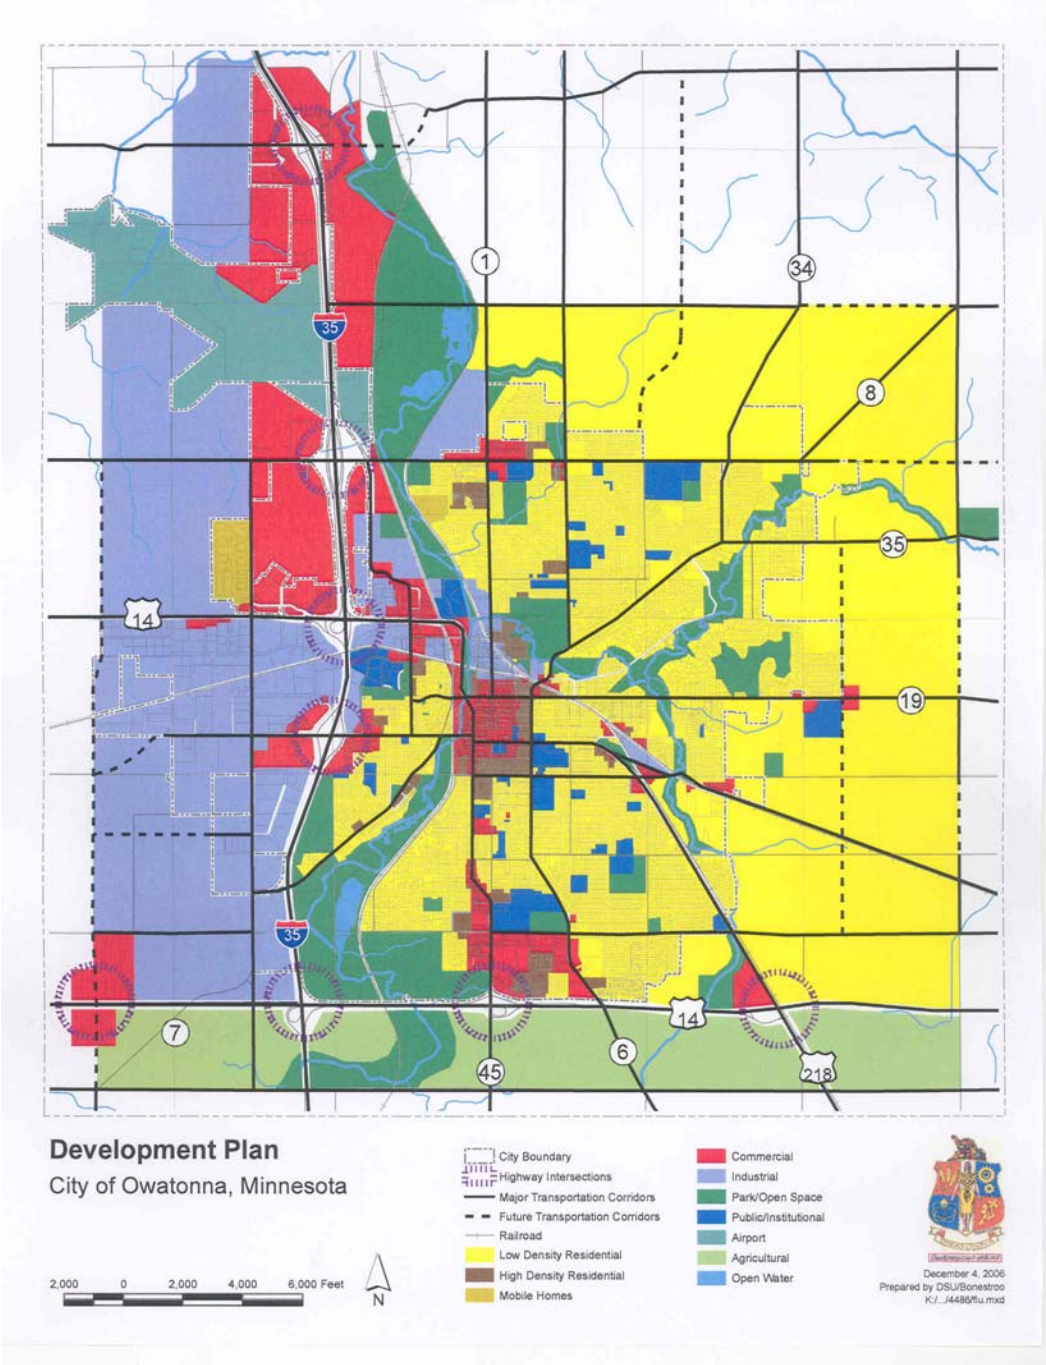 1
34
35
8
35
14
19
35
7
14
6
45
218
Development Plan
City of Owatonna, Minnesota
City Boundary
Highway Intersections
Major Transportation Corridors
Future Transportation Corridors
Railroad
Low Density Residential
High Density Residential
Mobile Homes
Commercial
Industrial
Park/Open Space
Public/Institutional
Airport
Agricultural
Open Water
2,000 0 2,000 4,000 6,000 Feet
N
December 4, 2006
Prepared by DSU/Bonestroo
K:/.../4486/flu.mxd